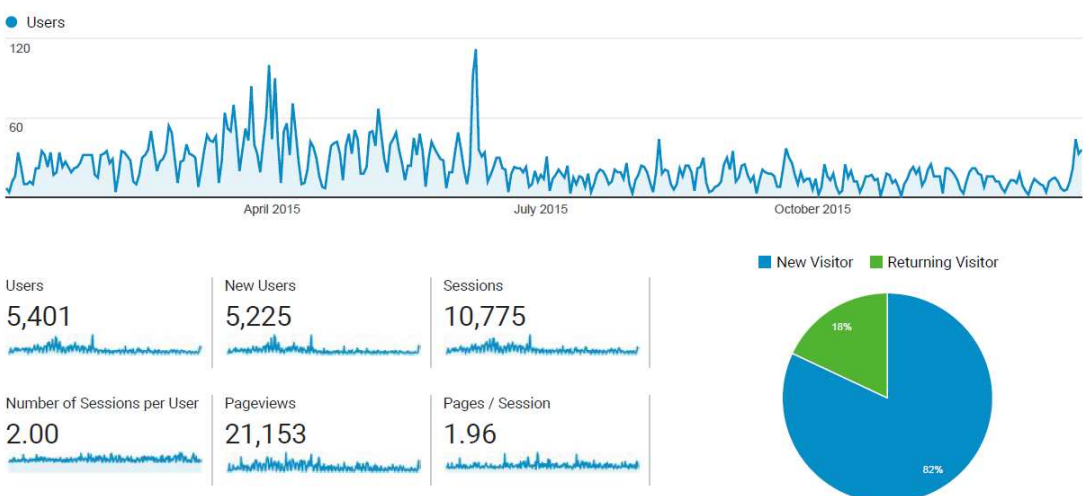 Users
120
60
April 2015 July 2015 October 2015
New Visitor Returning Visitor
Users New Users Sessions
5,401 5,225 10,775
18%
Number of Sessions per User Pageviews Pages / Session
2.00 21,153 1.96
82%